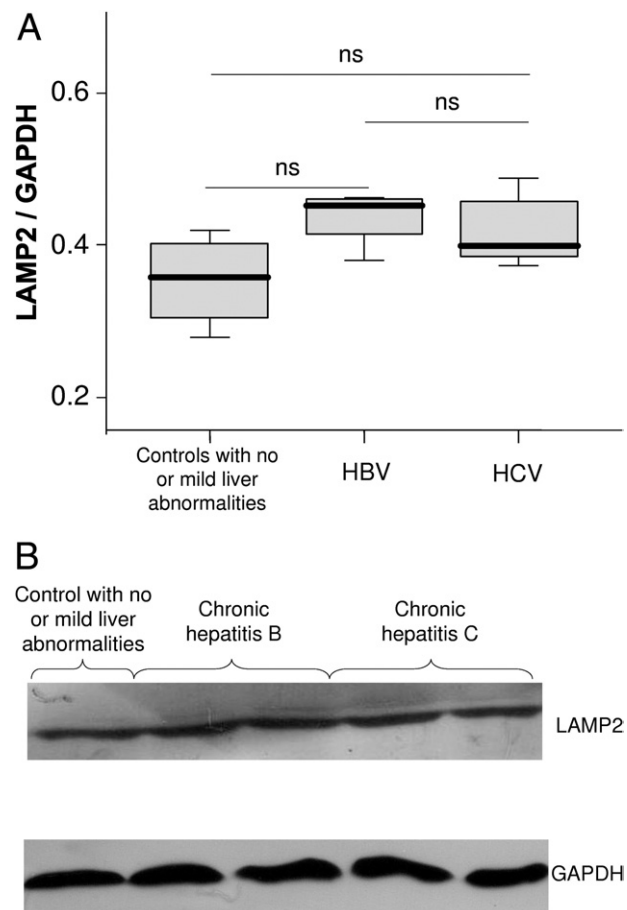 A
LAMP2 / GAPDH
0.6
0.4
0.2
ns
ns
ns
Controls with no
or mild liver
abnormalities
HBV
HCV
B
Control with no
or mild liver
abnormalities
Chronic
hepatitis B
Chronic
hepatitis C
LAMP2
GAPDH